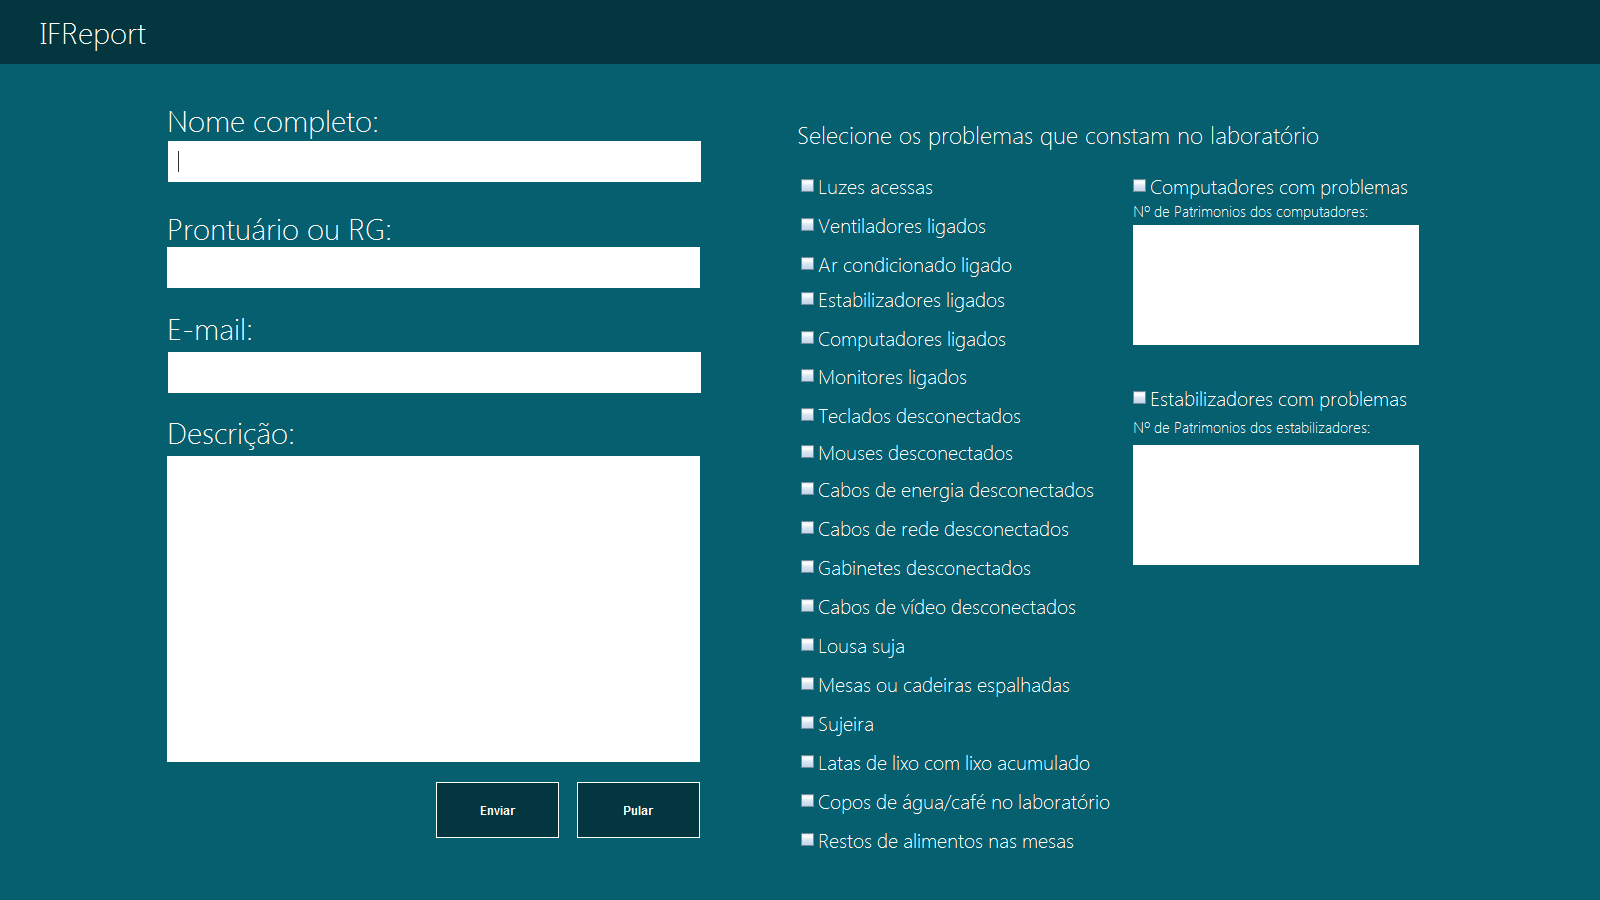 IFReport
Nome completo:
Prontuário ou RG:
E-mail:
Descrição:
Enviar
Pular
Selecione os problemas que constam no laboratório
Luzes acessas
Ventiladores ligados
Ar condicionado ligado
Estabilizadores ligados
Computadores ligados
Monitores ligados
Teclados desconectados
Mouses desconectados
Cabos de energia desconectados
Cabos de rede desconectados
Gabinetes desconectados
Cabos de vídeo desconectados
Lousa suja
Mesas ou cadeiras espalhadas
Sujeira
Latas de lixo com lixo acumulado
Copos de água/café no laboratório
Restos de alimentos nas mesas
Computadores com problemas
Nº de Patrimonios dos computadores:
Estabilizadores com problemas
Nº de Patrimonios dos estabilizadores: